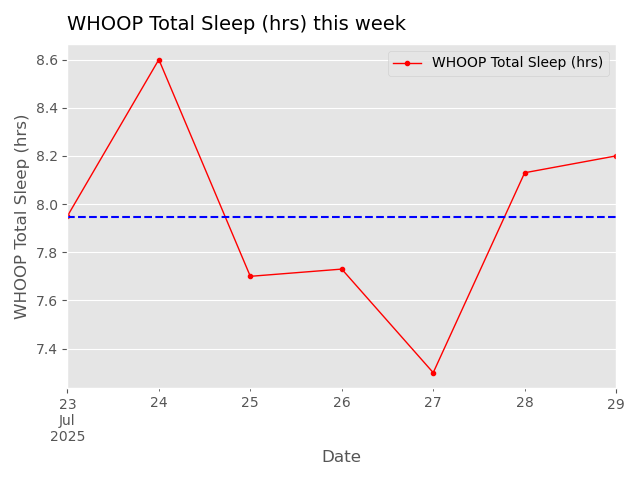 WHOOP Total Sleep (hrs) this week
WHOOP Total Sleep (hrs)
WHOOP Total Sleep (hrs)
8.6
8.4
8.2
8.0
7.8
7.6
7.4
23 24 25 26 27 28 29
Jul
2025
Date